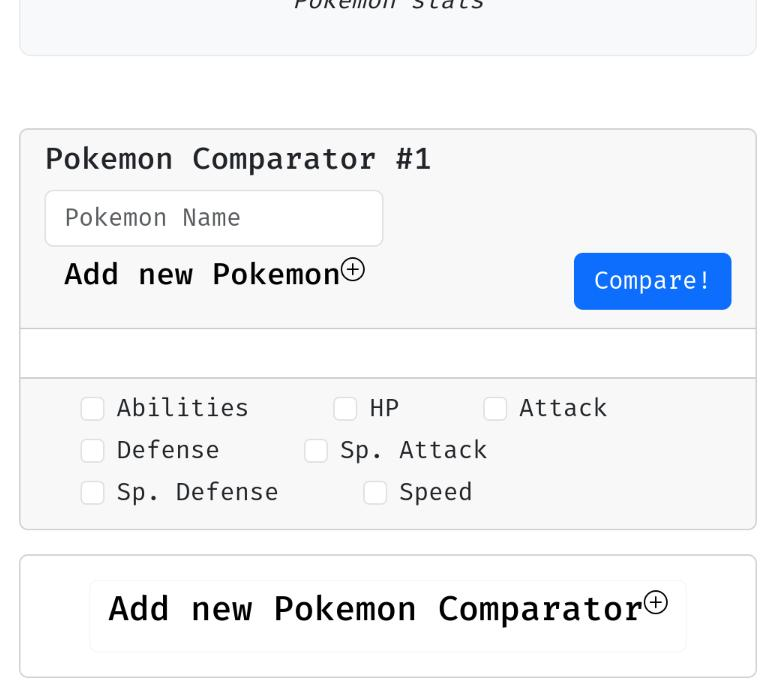 Pokemon stats
Pokemon Comparator #1
Pokemon Name
Add new Pokemon
Compare!
Abilities HP Attack
Defense Sp. Attack
Sp. Defense Speed
Add new Pokemon Comparator